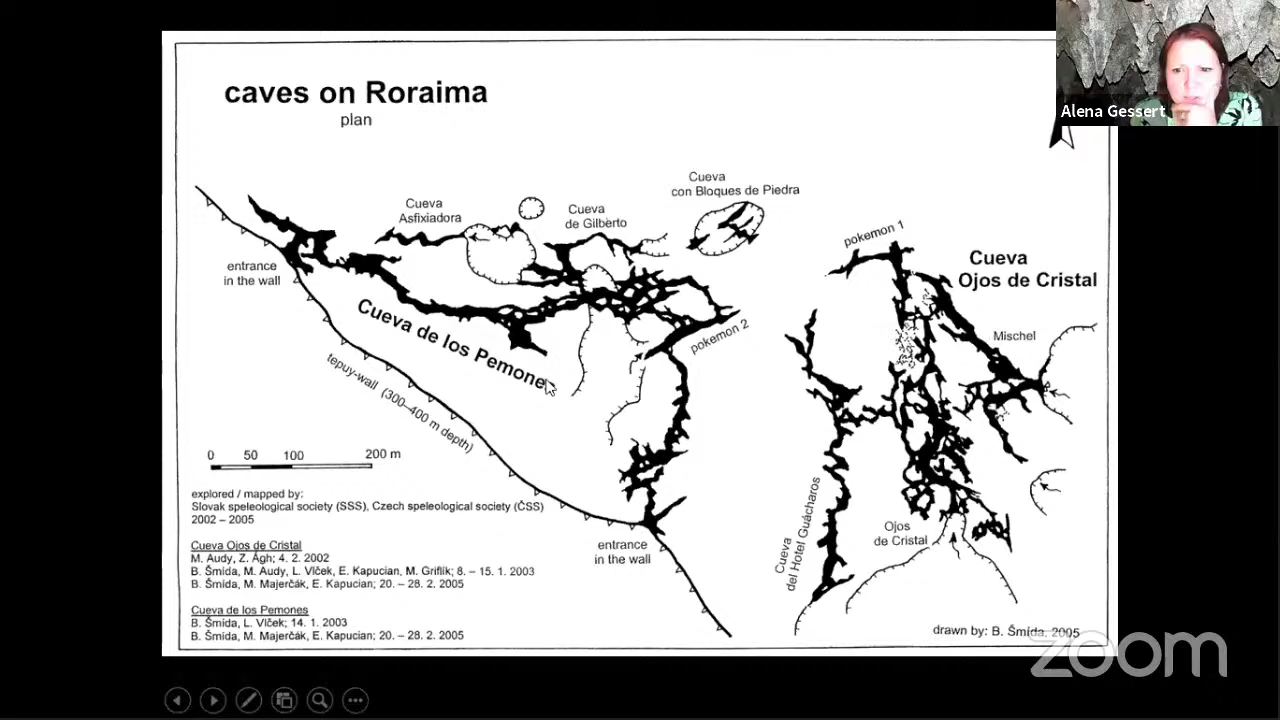 caves on Roraima
plan
Alena Gessert
Cueva
con Bloques de Piedra
Cueva
Asfixiadora
Cueva
de Gilberto
pokemon 1
Cueva
Ojos de Cristal
entrance
in the wall
Cueva de los Pemone
pokemon 2
Mischel
tepuy-wall (300–400 m depth)
0 50 100 200 m
explored / mapped by:
Slovak speleological society (SSS), Czech speleological society (ČSS)
2002 – 2005
Cueva Ojos de Cristal
M. Audy, Z. Ágh; 4. 2. 2002
B. Šmída, M. Audy, L. Vlček, E. Kapucian, M. Griflík; 8. – 15. 1. 2003
B. Šmída, M. Majerčák, E. Kapucian; 20. – 28. 2. 2005
Cueva de los Pemones
B. Šmída, L. Vlček; 14. 1. 2003
B. Šmída, M. Majerčák, E. Kapucian; 20. – 28. 2. 2005
entrance
in the wall
Cueva
del Hotel Guácharos
Ojos
de Cristal
drawn by: B. Šmída, 2005
zoom